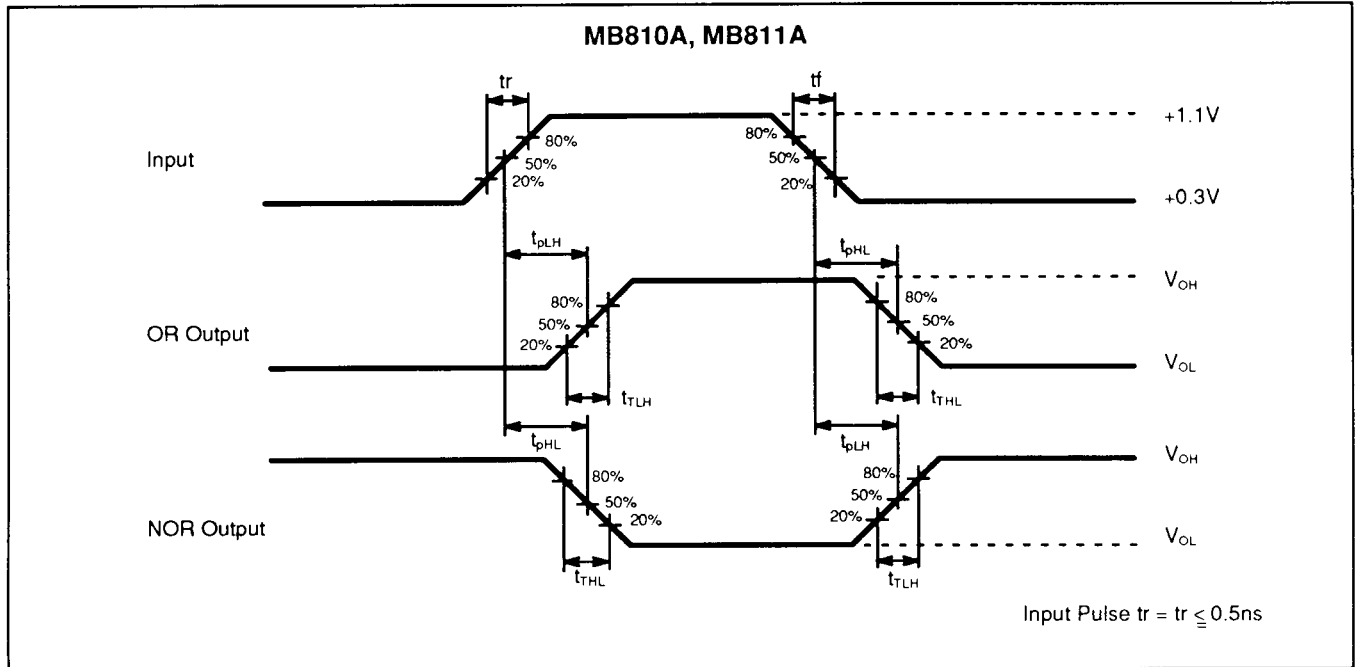 MB810A, MB811A
tr
tf
Input
80%
50%
20%
80%
50%
20%
+1.1V
+0.3V
tpLH
tpHL
OR Output
80%
50%
20%
80%
50%
20%
VOH
VOL
tTLH
tTHL
tpHL
tpLH
NOR Output
80%
50%
20%
80%
50%
20%
VOH
VOL
tTHL
tTLH
Input Pulse tr = tr ≦ 0.5ns